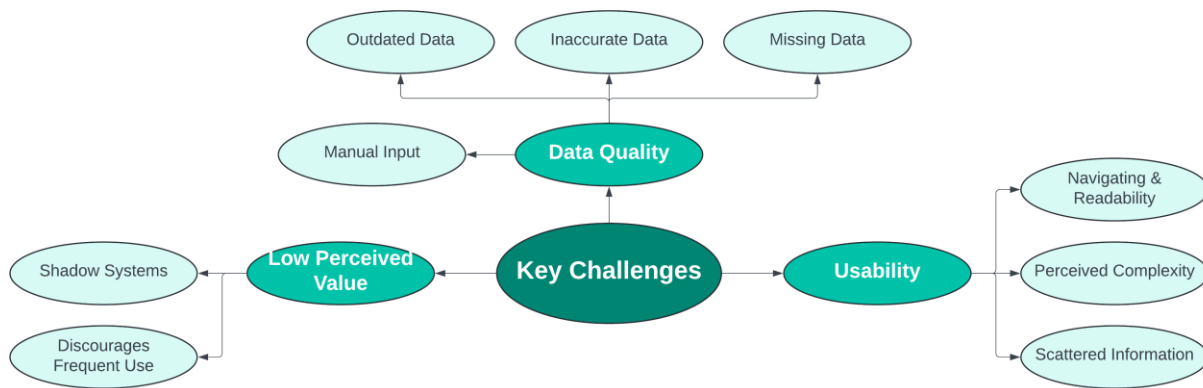 Outdated Data
Inaccurate Data
Missing Data
Manual Input
Data Quality
Navigating &
Readability
Shadow Systems
Low Perceived
Value
Key Challenges
Usability
Perceived Complexity
Discourages
Frequent Use
Scattered Information